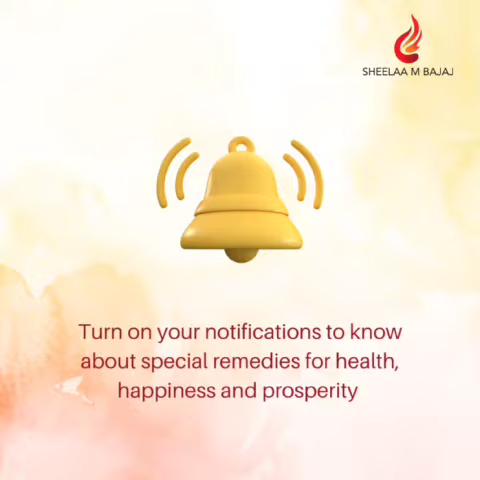 SHEELAA M BAJAJ
Turn on your notifications to know
about special remedies for health,
happiness and prosperity